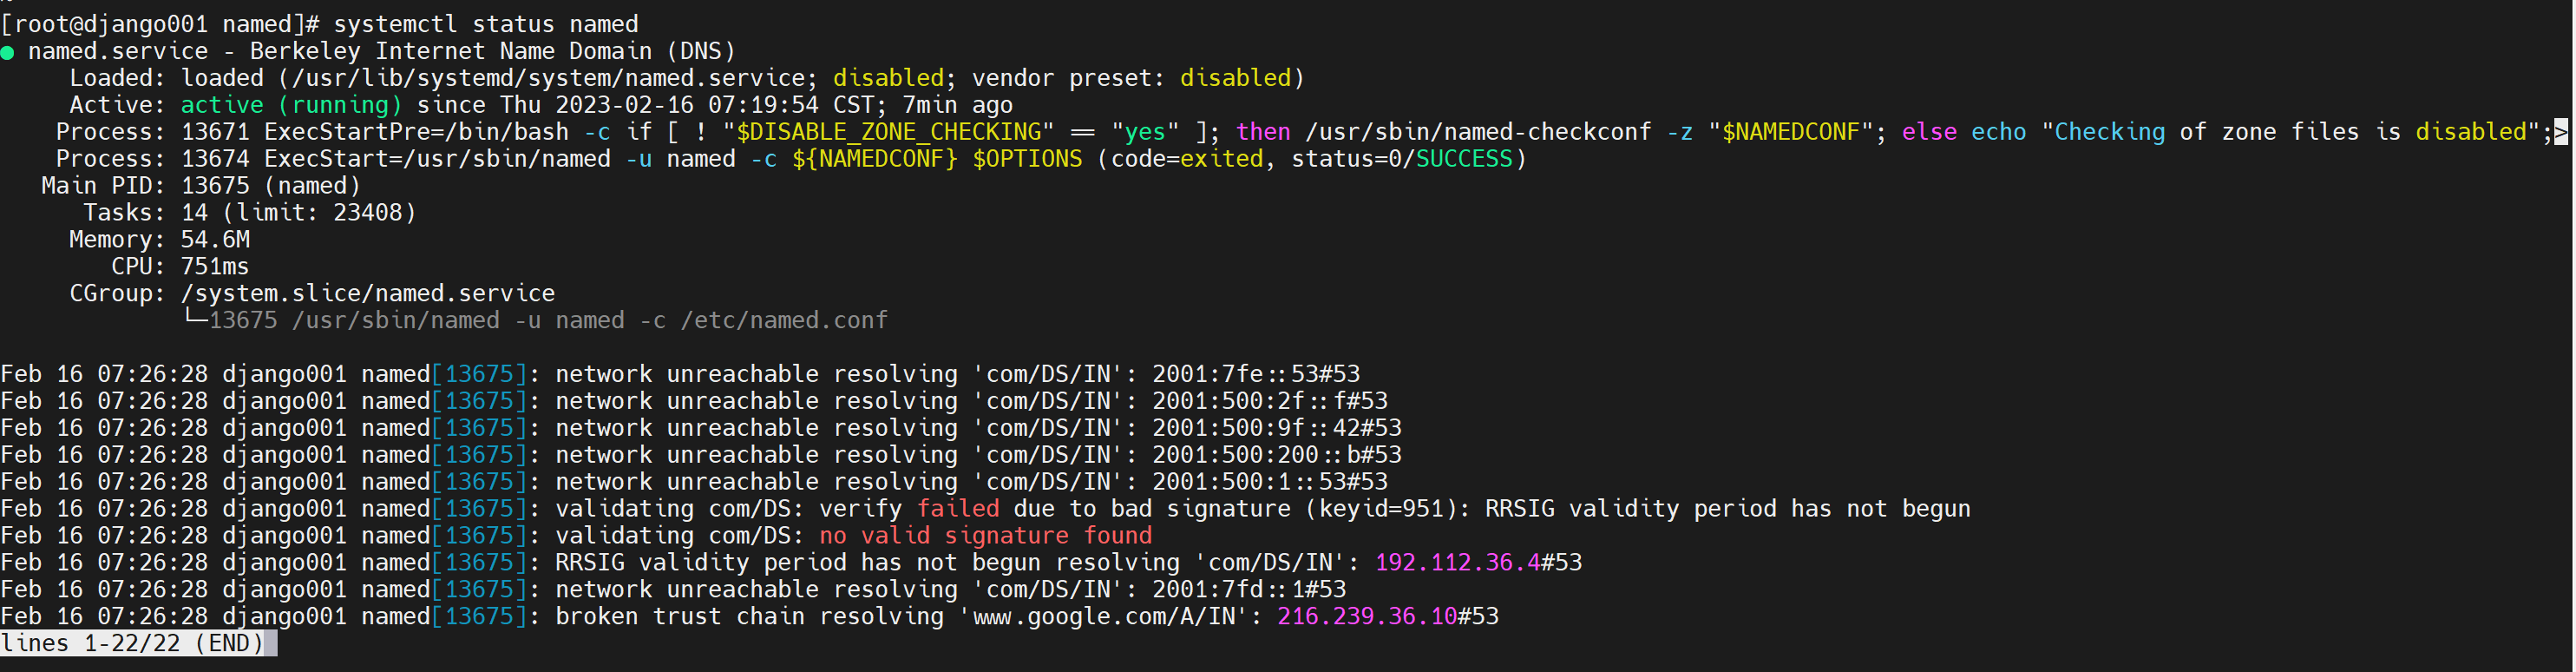 [root@django001 named]# systemctl status named
● named.service - Berkeley Internet Name Domain (DNS)
Loaded: loaded (/usr/lib/systemd/system/named.service; disabled; vendor preset: disabled)
Active: active (running) since Thu 2023-02-16 07:19:54 CST; 7min ago
Process: 13671 ExecStartPre=/bin/bash -c if [ ! "$DISABLE_ZONE_CHECKING" == "yes" ]; then /usr/sbin/named-checkconf -z "$NAMEDCONF"; else echo "Checking of zone files is disabled";>
Process: 13674 ExecStart=/usr/sbin/named -u named -c ${NAMEDCONF} $OPTIONS (code=exited, status=0/SUCCESS)
Main PID: 13675 (named)
Tasks: 14 (limit: 23408)
Memory: 54.6M
CPU: 751ms
CGroup: /system.slice/named.service
└─13675 /usr/sbin/named -u named -c /etc/named.conf
Feb 16 07:26:28 django001 named[13675]: network unreachable resolving 'com/DS/IN': 2001:7fe::53#53
Feb 16 07:26:28 django001 named[13675]: network unreachable resolving 'com/DS/IN': 2001:500:2f::f#53
Feb 16 07:26:28 django001 named[13675]: network unreachable resolving 'com/DS/IN': 2001:500:9f::42#53
Feb 16 07:26:28 django001 named[13675]: network unreachable resolving 'com/DS/IN': 2001:500:200::b#53
Feb 16 07:26:28 django001 named[13675]: network unreachable resolving 'com/DS/IN': 2001:500:1::53#53
Feb 16 07:26:28 django001 named[13675]: validating com/DS: verify failed due to bad signature (keyid=951): RRSIG validity period has not begun
Feb 16 07:26:28 django001 named[13675]: validating com/DS: no valid signature found
Feb 16 07:26:28 django001 named[13675]: RRSIG validity period has not begun resolving 'com/DS/IN': 192.112.36.4#53
Feb 16 07:26:28 django001 named[13675]: network unreachable resolving 'com/DS/IN': 2001:7fd::1#53
Feb 16 07:26:28 django001 named[13675]: broken trust chain resolving 'www.google.com/A/IN': 216.239.36.10#53
lines 1-22/22 (END)